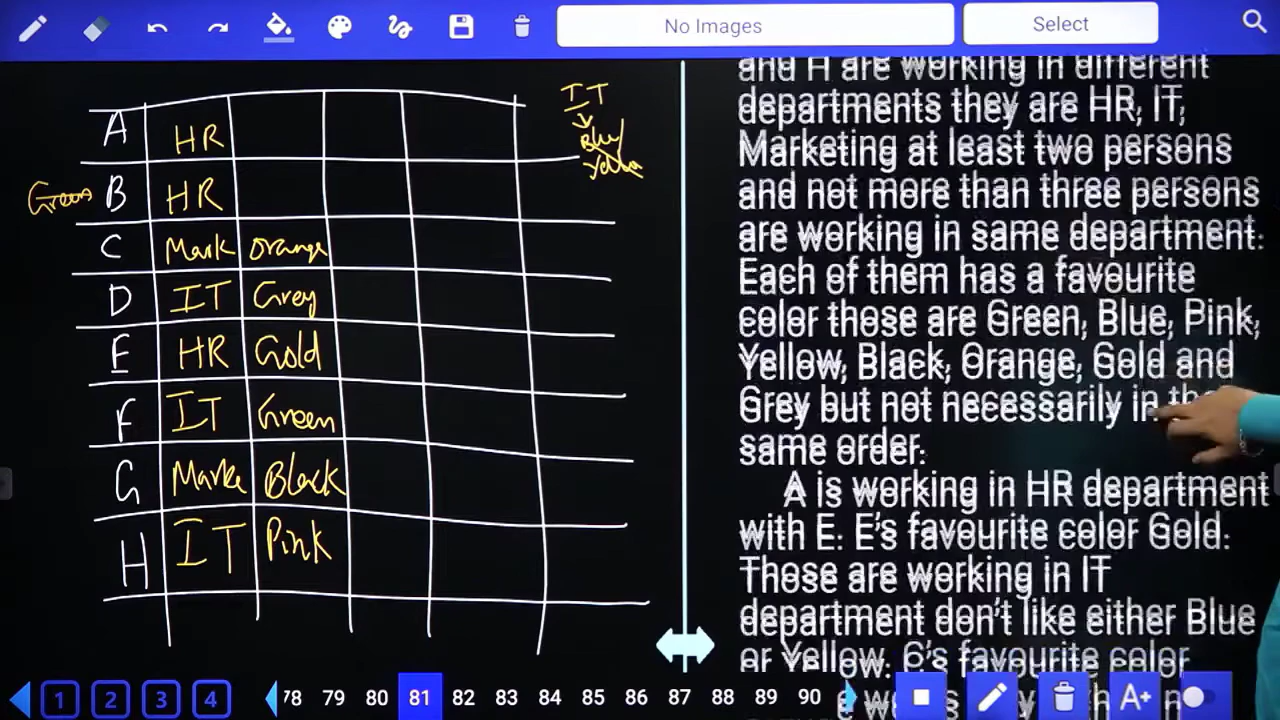 No Images
Select
A HR
Green B HR
C Mark Orange
D IT Grey
E HR Gold
F IT Green
G Marke Black
H IT Pink
IT
Blue/
Yellow
and H are working in different
departments they are HR, IT,
Marketing at least two persons
and not more than three persons
are working in same department.
Each of them has a favourite
color those are Green, Blue, Pink,
Yellow, Black, Orange, Gold and
Grey but not necessarily in the
same order.
A is working in HR department
with E. E's favourite color Gold.
Those are working in IT
department don't like either Blue
or Yellow. C's favourite color
1 2 3 4 78 79 80 81 82 83 84 85 86 87 88 89 90 A+